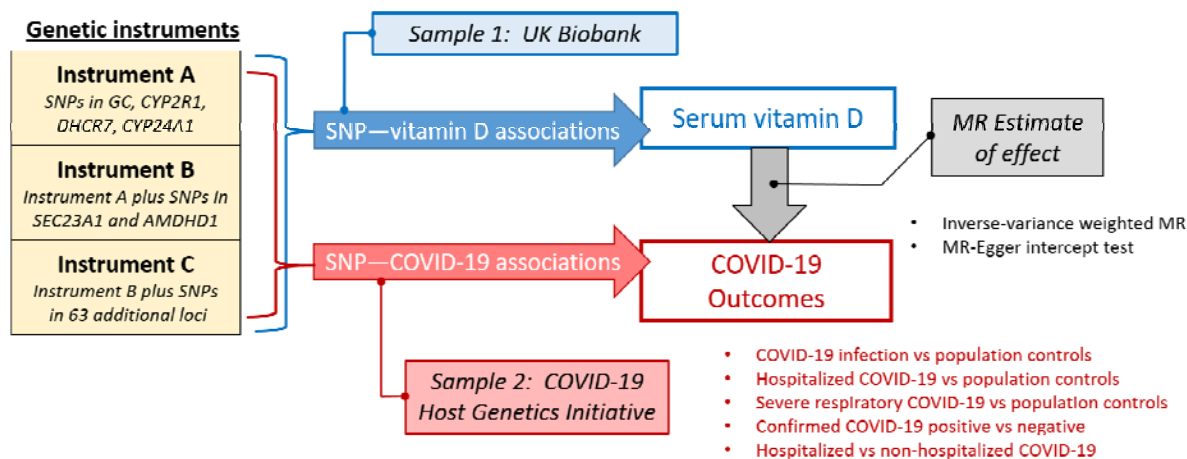 Genetic instruments
Instrument A
SNPs in GC, CYP2R1,
DHCR7, CYP24A1
Instrument B
Instrument A plus SNPs In
SEC23A1 and AMDHD1
Instrument C
Instrument B plus SNPs
in 63 additional loci
Sample 1: UK Biobank
SNP—vitamin D associations
Serum vitamin D
MR Estimate
of effect
• Inverse-variance weighted MR
• MR-Egger intercept test
SNP—COVID-19 associations
COVID-19
Outcomes
Sample 2: COVID-19
Host Genetics Initiative
• COVID-19 infection vs population controls
• Hospitalized COVID-19 vs population controls
• Severe respiratory COVID-19 vs population controls
• Confirmed COVID-19 positive vs negative
• Hospitalized vs non-hospitalized COVID-19